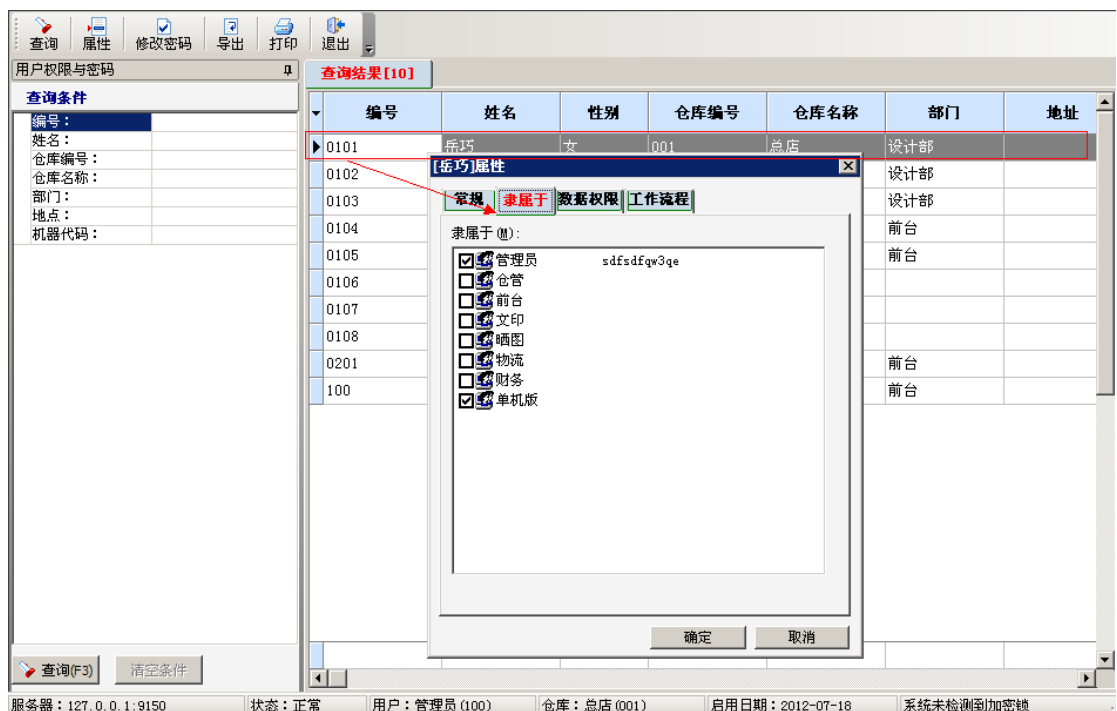 查询 属性 修改密码 导出 打印 退出
用户权限与密码
查询条件
编号：
姓名：
仓库编号：
仓库名称：
部门：
地点：
机器代码：
查询(F3) 清空条件
查询结果[10]
编号 姓名 性别 仓库编号 仓库名称 部门 地址
0101 岳巧 女 001 总店 设计部
0102 设计部
0103 设计部
0104 前台
0105 前台
0106
0107
0108
0201 前台
100 前台
[岳巧]属性
常规 隶属于 数据权限 工作流程
隶属于(M):
管理员 sdfsdfqw3qe
仓管
前台
文印
晒图
物流
财务
单机版
确定 取消
服务器：127.0.0.1:9150 状态：正常 用户：管理员(100) 仓库：总店(001) 启用日期：2012-07-18 系统未检测到加密锁